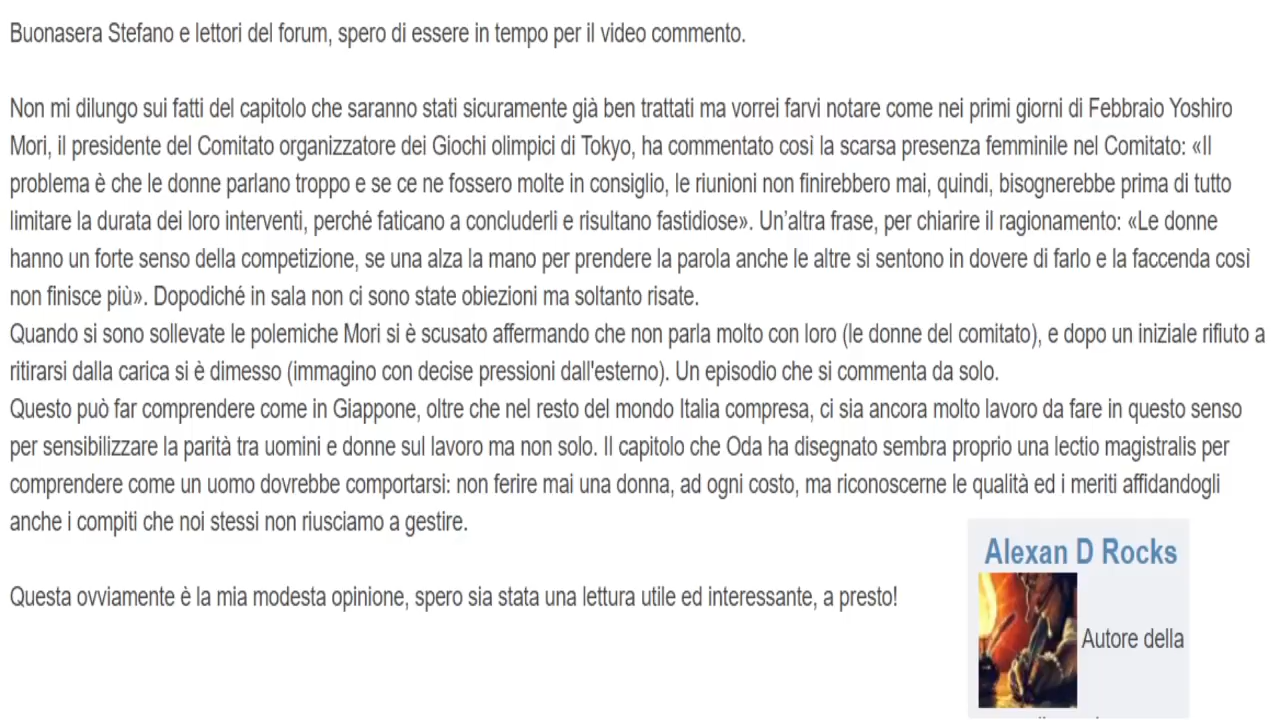 Buonasera Stefano e lettori del forum, spero di essere in tempo per il video commento.
Non mi dilungo sui fatti del capitolo che saranno stati sicuramente già ben trattati ma vorrei farvi notare come nei primi giorni di Febbraio Yoshiro
Mori, il presidente del Comitato organizzatore dei Giochi olimpici di Tokyo, ha commentato così la scarsa presenza femminile nel Comitato: «Il
problema è che le donne parlano troppo e se ce ne fossero molte in consiglio, le riunioni non finirebbero mai, quindi, bisognerebbe prima di tutto
limitare la durata dei loro interventi, perché faticano a concluderli e risultano fastidiose». Un’altra frase, per chiarire il ragionamento: «Le donne
hanno un forte senso della competizione, se una alza la mano per prendere la parola anche le altre si sentono in dovere di farlo e la faccenda così
non finisce più». Dopodiché in sala non ci sono state obiezioni ma soltanto risate.
Quando si sono sollevate le polemiche Mori si è scusato affermando che non parla molto con loro (le donne del comitato), e dopo un iniziale rifiuto a
ritirarsi dalla carica si è dimesso (immagino con decise pressioni dall'esterno). Un episodio che si commenta da solo.
Questo può far comprendere come in Giappone, oltre che nel resto del mondo Italia compresa, ci sia ancora molto lavoro da fare in questo senso
per sensibilizzare la parità tra uomini e donne sul lavoro ma non solo. Il capitolo che Oda ha disegnato sembra proprio una lectio magistralis per
comprendere come un uomo dovrebbe comportarsi: non ferire mai una donna, ad ogni costo, ma riconoscerne le qualità ed i meriti affidandogli
anche i compiti che noi stessi non riusciamo a gestire.
Questa ovviamente è la mia modesta opinione, spero sia stata una lettura utile ed interessante, a presto!
Alexan D Rocks
Autore della